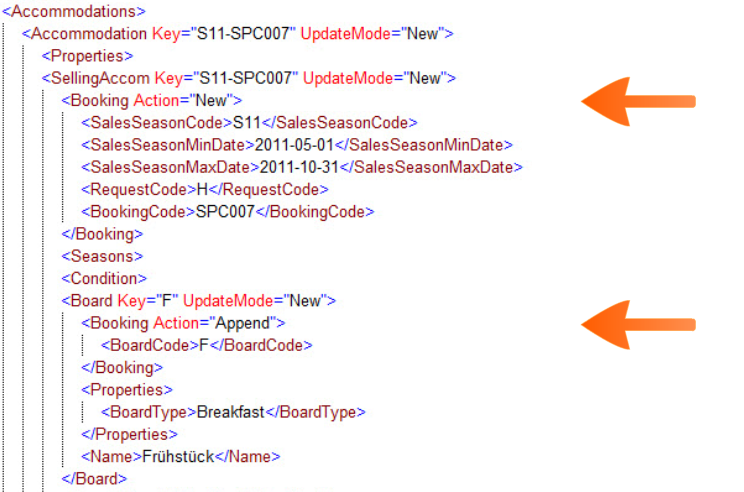 <Accommodations>
<Accommodation Key="S11-SPC007" UpdateMode="New">
<Properties>
<SellingAccom Key="S11-SPC007" UpdateMode="New">
<Booking Action="New">
<SalesSeasonCode>S11</SalesSeasonCode>
<SalesSeasonMinDate>2011-05-01</SalesSeasonMinDate>
<SalesSeasonMaxDate>2011-10-31</SalesSeasonMaxDate>
<RequestCode>H</RequestCode>
<BookingCode>SPC007</BookingCode>
</Booking>
<Seasons>
<Condition>
<Board Key="F" UpdateMode="New">
<Booking Action="Append">
<BoardCode>F</BoardCode>
</Booking>
<Properties>
<BoardType>Breakfast</BoardType>
</Properties>
<Name>Frühstück</Name>
</Board>